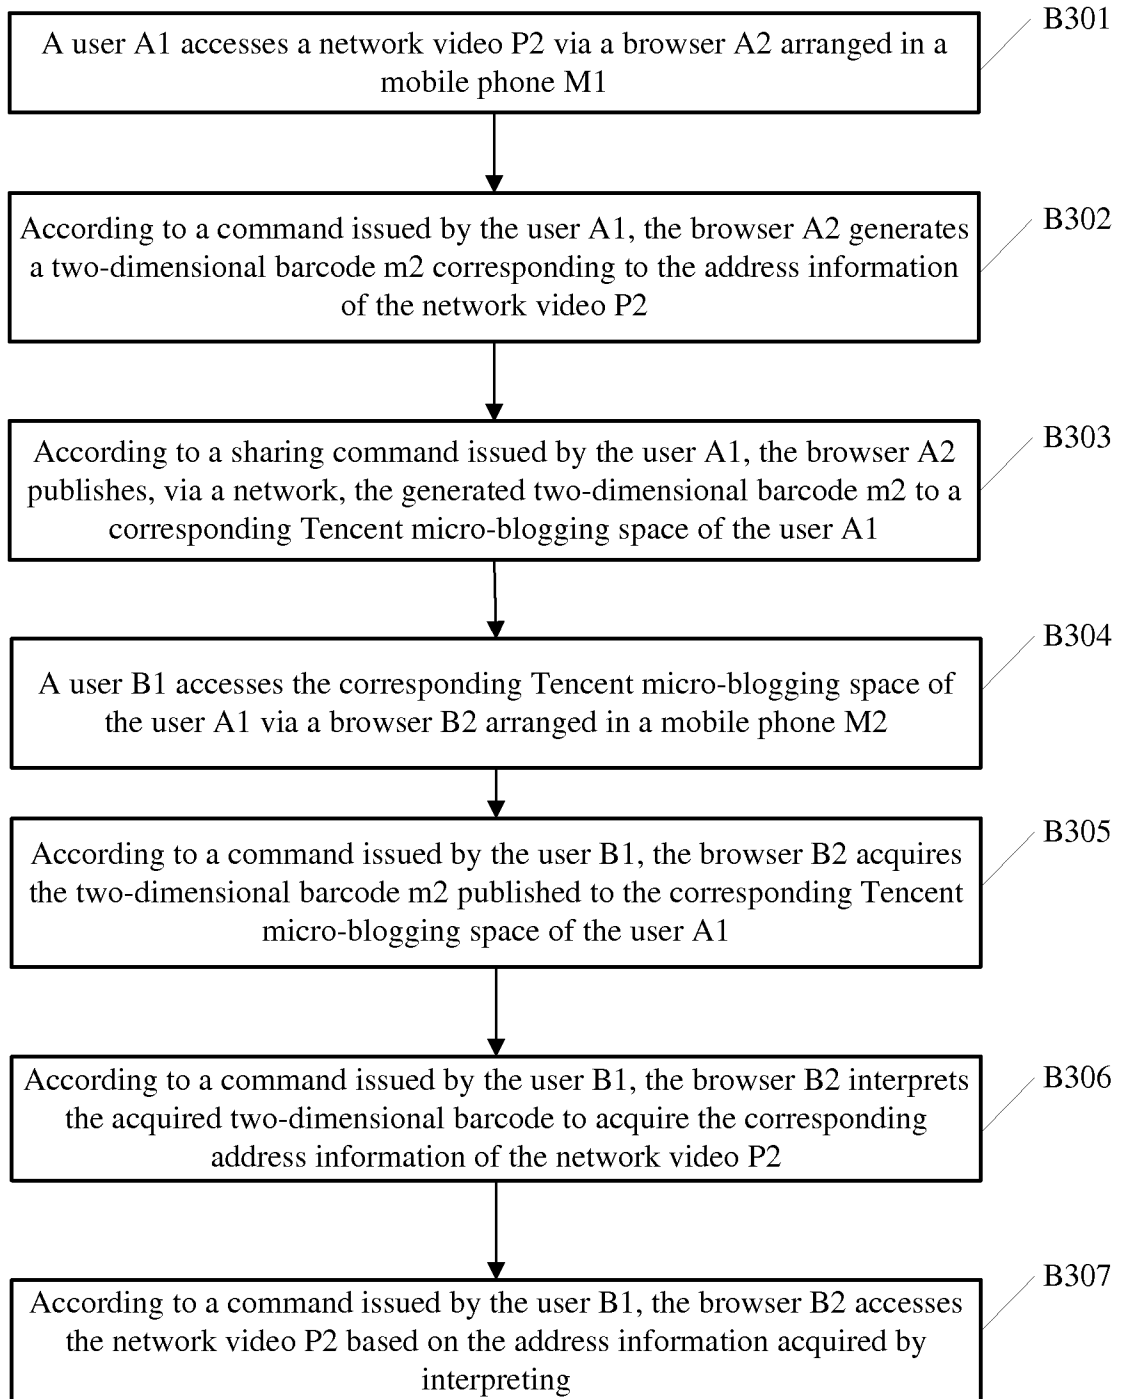 A user A1 accesses a network video P2 via a browser A2 arranged in a
mobile phone M1
B301
According to a command issued by the user A1, the browser A2 generates
a two-dimensional barcode m2 corresponding to the address information
of the network video P2
B302
According to a sharing command issued by the user A1, the browser A2
publishes, via a network, the generated two-dimensional barcode m2 to a
corresponding Tencent micro-blogging space of the user A1
B303
A user B1 accesses the corresponding Tencent micro-blogging space of
the user A1 via a browser B2 arranged in a mobile phone M2
B304
According to a command issued by the user B1, the browser B2 acquires
the two-dimensional barcode m2 published to the corresponding Tencent
micro-blogging space of the user A1
B305
According to a command issued by the user B1, the browser B2 interprets
the acquired two-dimensional barcode to acquire the corresponding
address information of the network video P2
B306
According to a command issued by the user B1, the browser B2 accesses
the network video P2 based on the address information acquired by
interpreting
B307